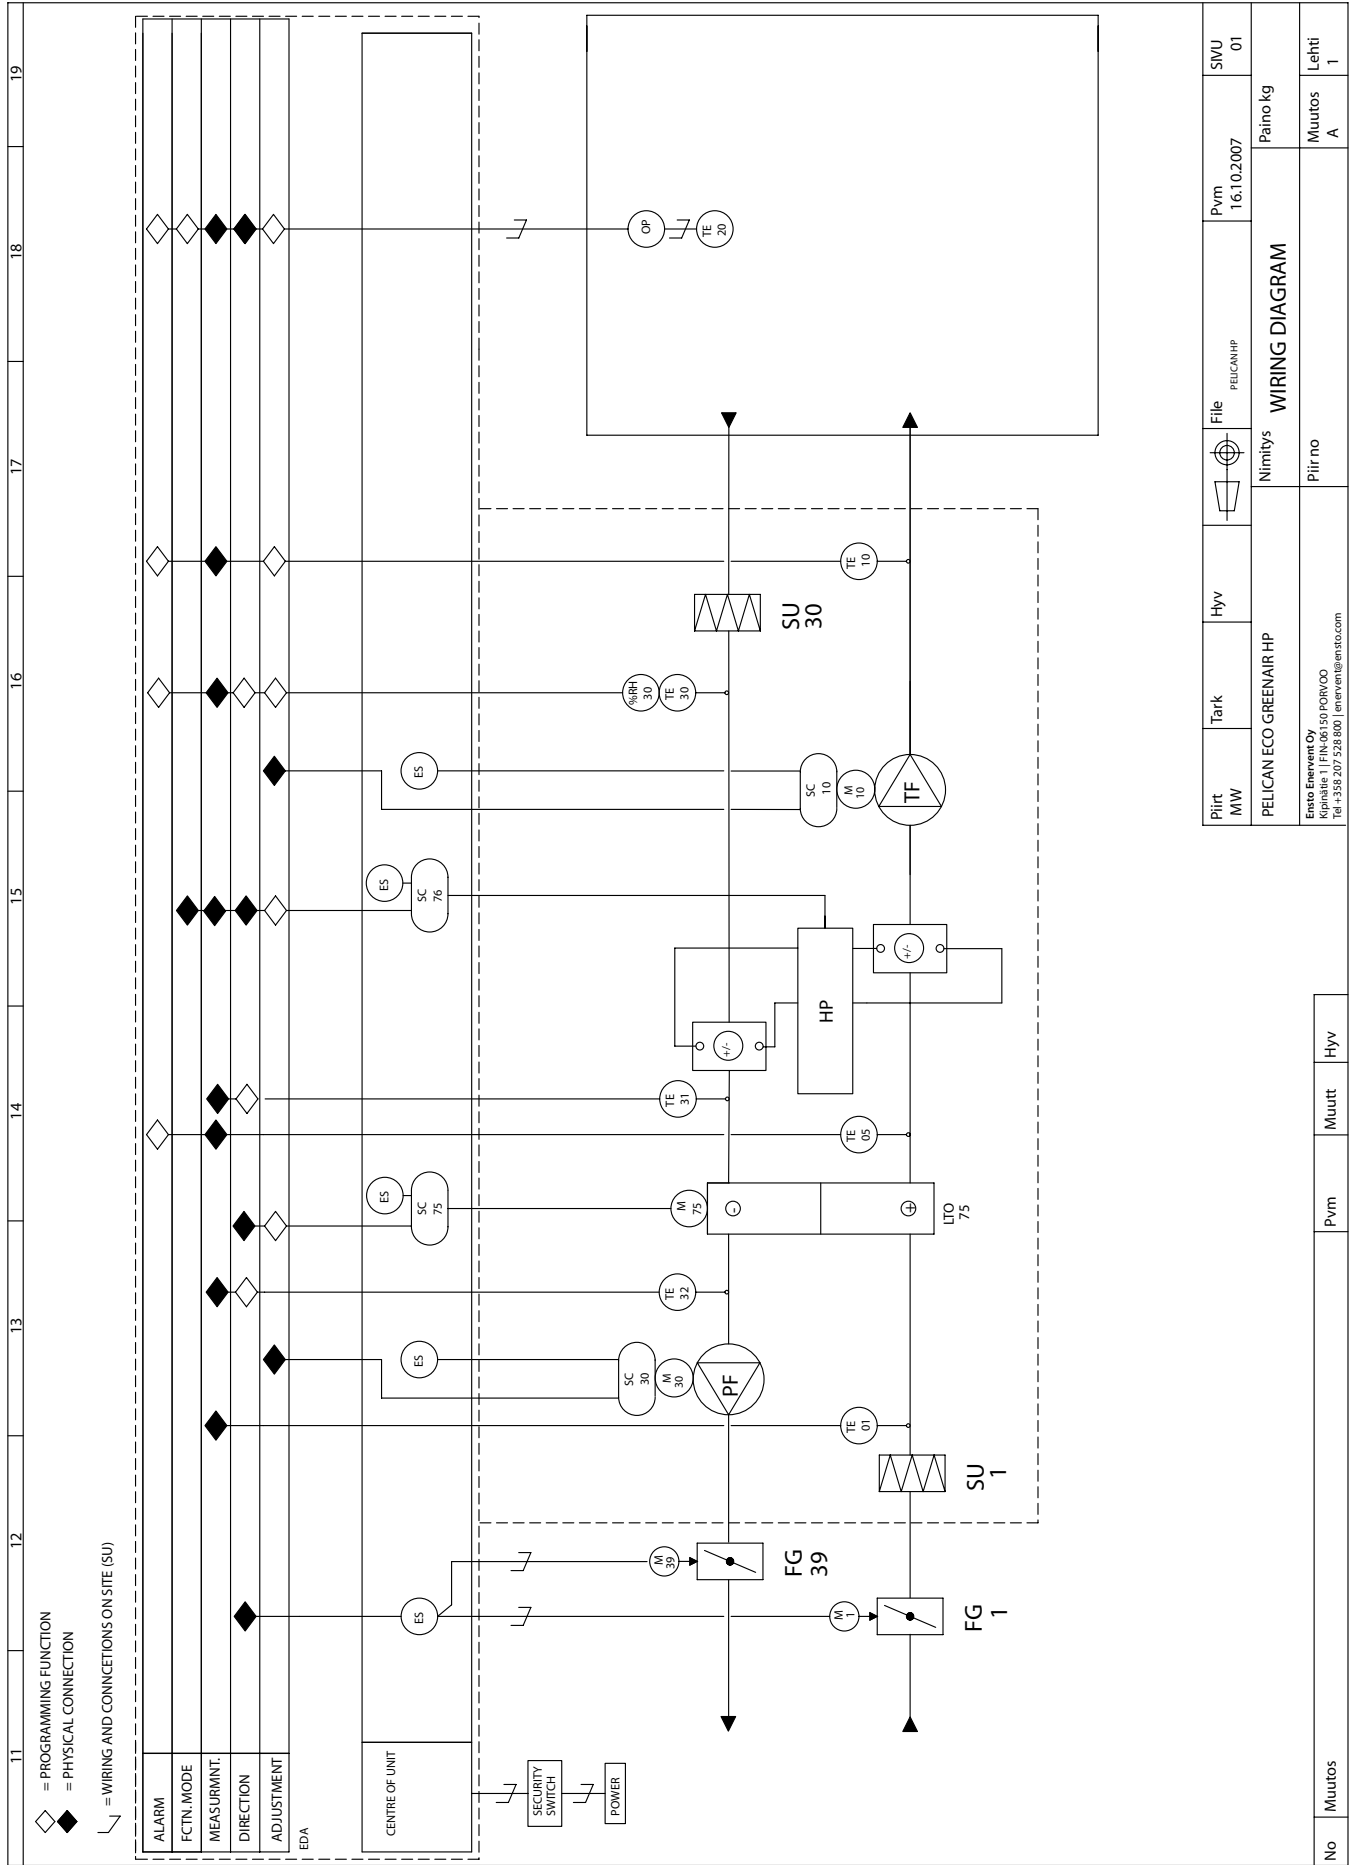 11 12 13 14 15 16 17 18 19
= PROGRAMMING FUNCTION
= PHYSICAL CONNECTION
= WIRING AND CONNCETIONS ON SITE (SU)
ALARM
FCTN. MODE
MEASURMNT.
DIRECTION
ADJUSTMENT
EDA
CENTRE OF UNIT
ES
ES
ES
ES
ES
SECURITY
SWITCH
POWER
SC
75
SC
76
M
39
M
1
FG
39
FG
1
SU
1
TE
01
SC
30
M
30
PF
TE
32
M
75
-
+
LTO
75
TE
05
TE
31
+/-
HP
+/-
SC
10
M
10
TF
%RH
30
TE
30
SU
30
TE
10
OP
TE
20
No
Muutos
Pvm
Muutt
Hyv
Piirt
MW
Tark
Hyv
File
PELICANHP
Pvm
16.10.2007
SIVU
01
PELICAN ECO GREENAIR HP
Nimitys
WIRING DIAGRAM
Paino kg
Ensto Enervent Oy
Kipinätie 1 | FIN-06150 PORVOO
Tel +358 207 528 800 | enervent@ensto.com
Piir no
Muutos
A
Lehti
1